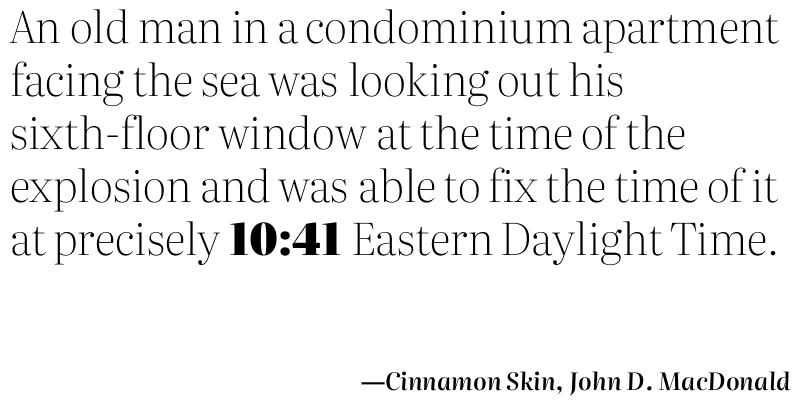 An old man in a condominium apartment
facing the sea was looking out his
sixth-floor window at the time of the
explosion and was able to fix the time of it
at precisely 10:41 Eastern Daylight Time.
—Cinnamon Skin, John D. MacDonald